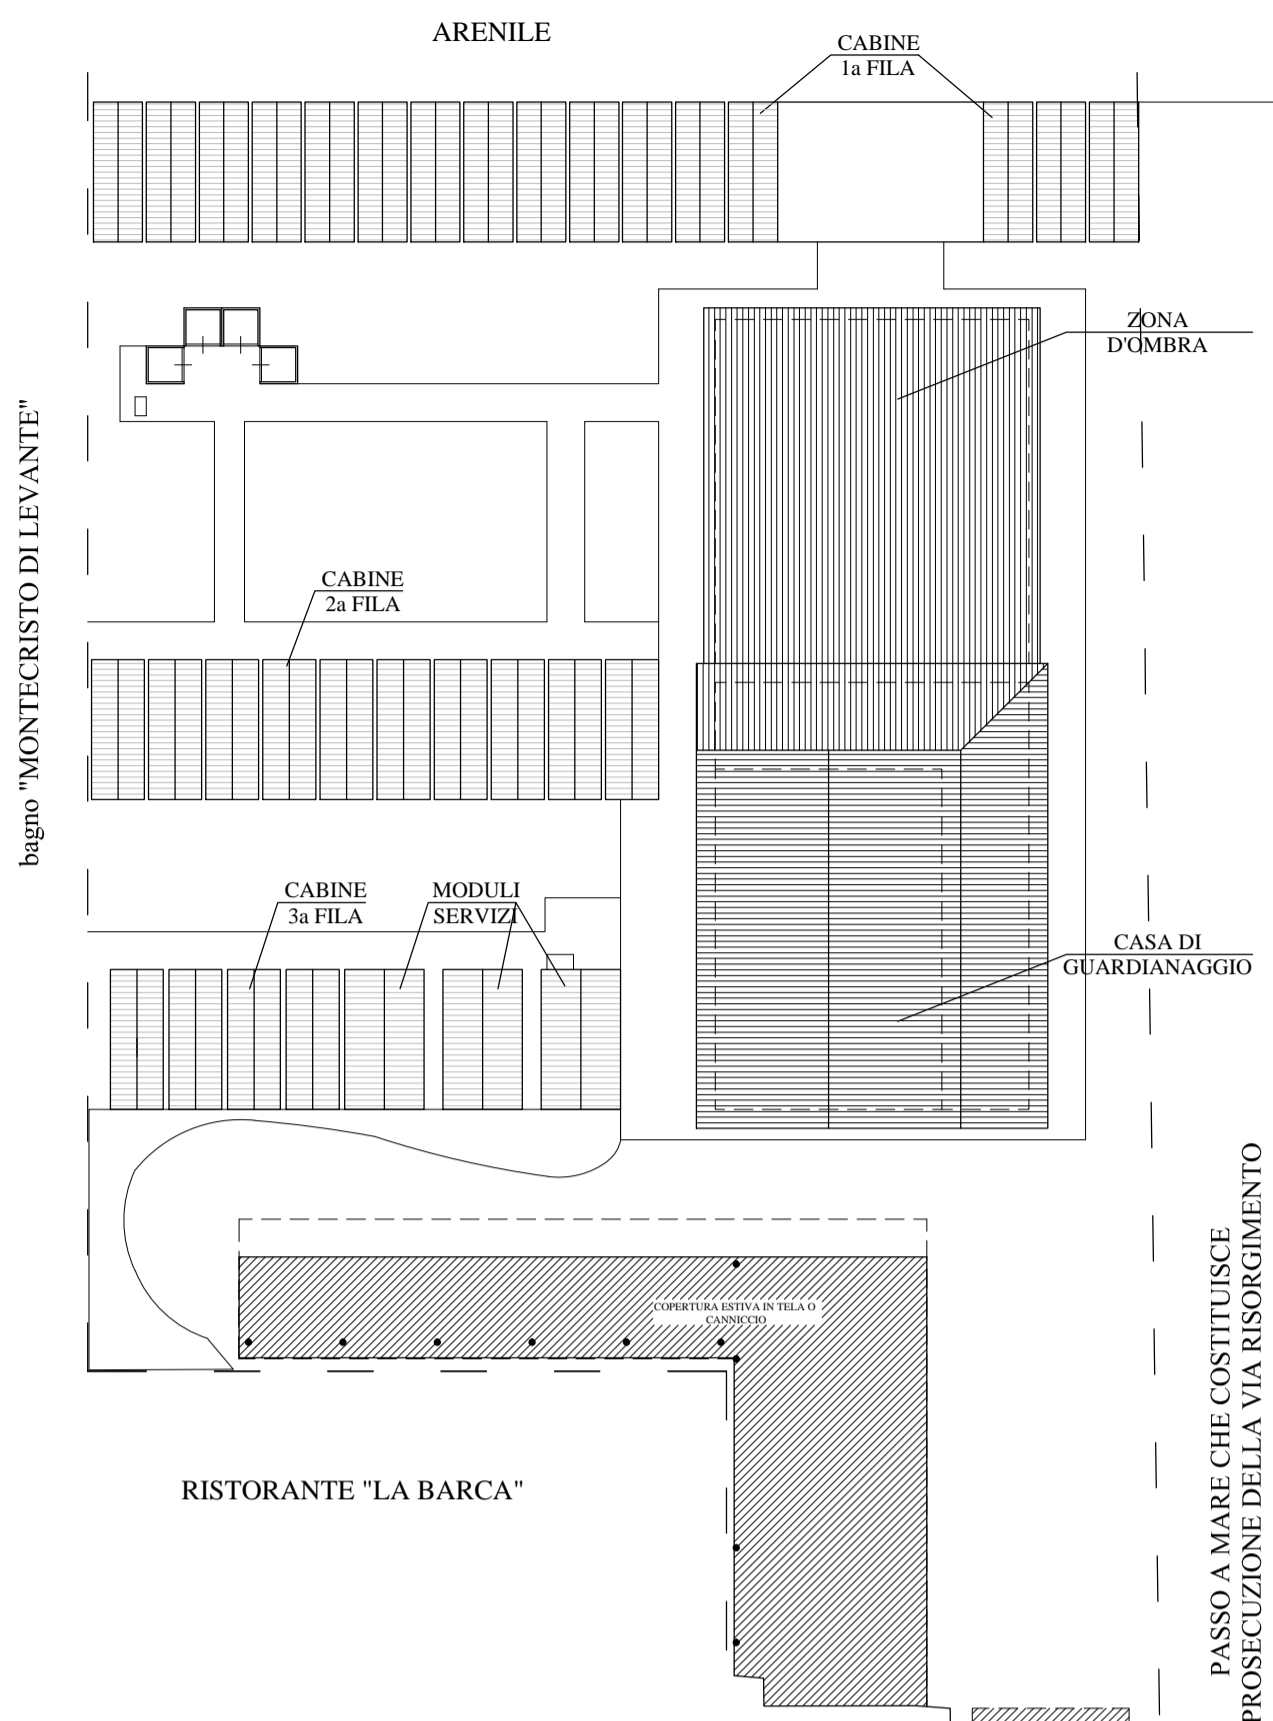 ARENILE
CABINE
1a FILA
ZONA
D'OMBRA
bagno "MONTECRISTO DI LEVANTE"
CABINE
2a FILA
CABINE
3a FILA
MODULI
SERVIZI
CASA DI
GUARDIANAGGIO
COPERTURA ESTIVA IN TELA O
CANNICCIO
RISTORANTE "LA BARCA"
PASSO A MARE CHE COSTITUISCE
PROSECUZIONE DELLA VIA RISORGIMENTO